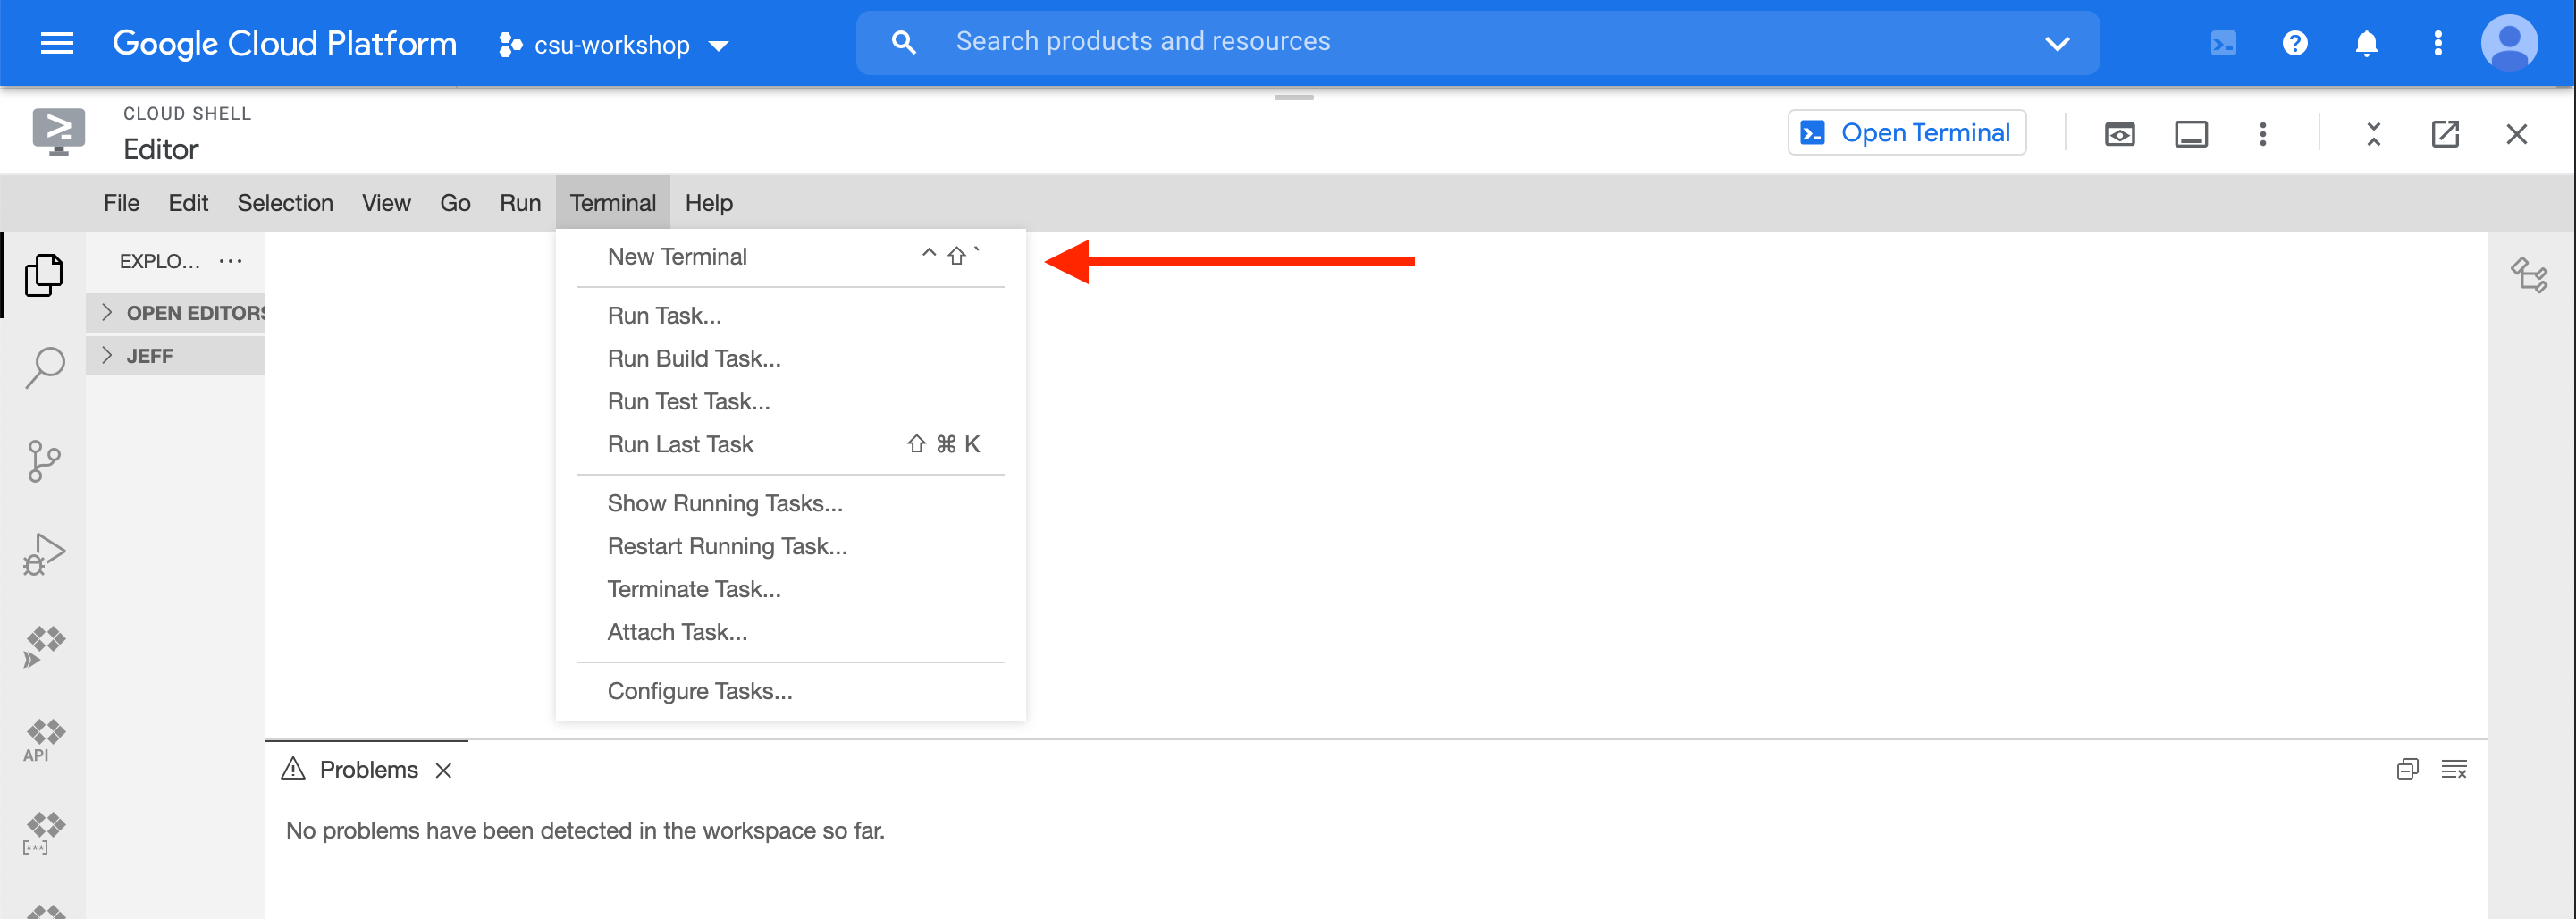 Google Cloud Platform
csu-workshop
Search products and resources
CLOUD SHELL
Editor
Open Terminal
File Edit Selection View Go Run Terminal Help
EXPLO... ...
OPEN EDITORS
JEFF
New Terminal ^ ⇧ `
Run Task...
Run Build Task...
Run Test Task...
Run Last Task ⇧ ⌘ K
Show Running Tasks...
Restart Running Task...
Terminate Task...
Attach Task...
Configure Tasks...
API
[***]
Problems
No problems have been detected in the workspace so far.